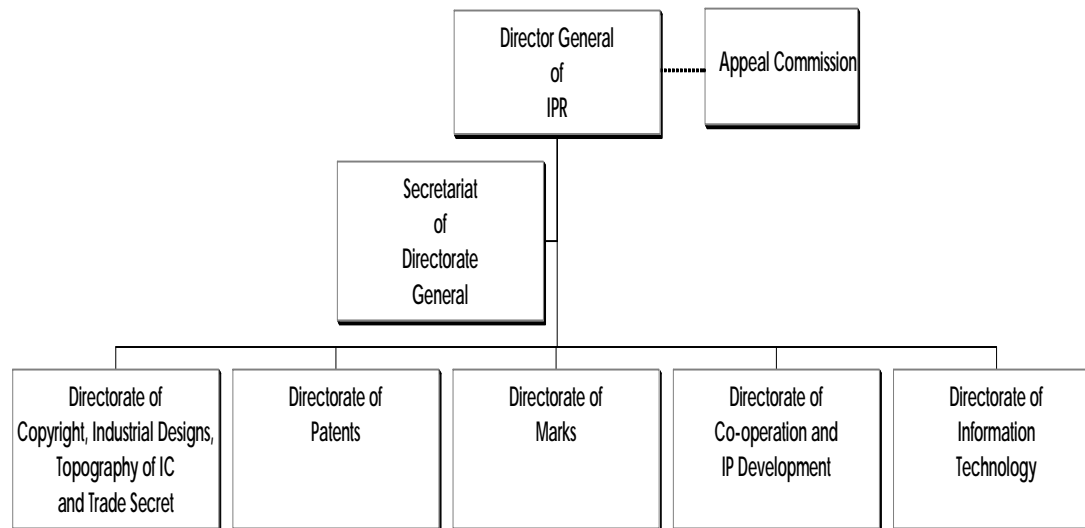 Director General
of
IPR
Appeal Commission
Secretariat
of
Directorate
General
Directorate of
Copyright, Industrial Designs,
Topography of IC
and Trade Secret
Directorate of
Patents
Directorate of
Marks
Directorate of
Co-operation and
IP Development
Directorate of
Information
Technology